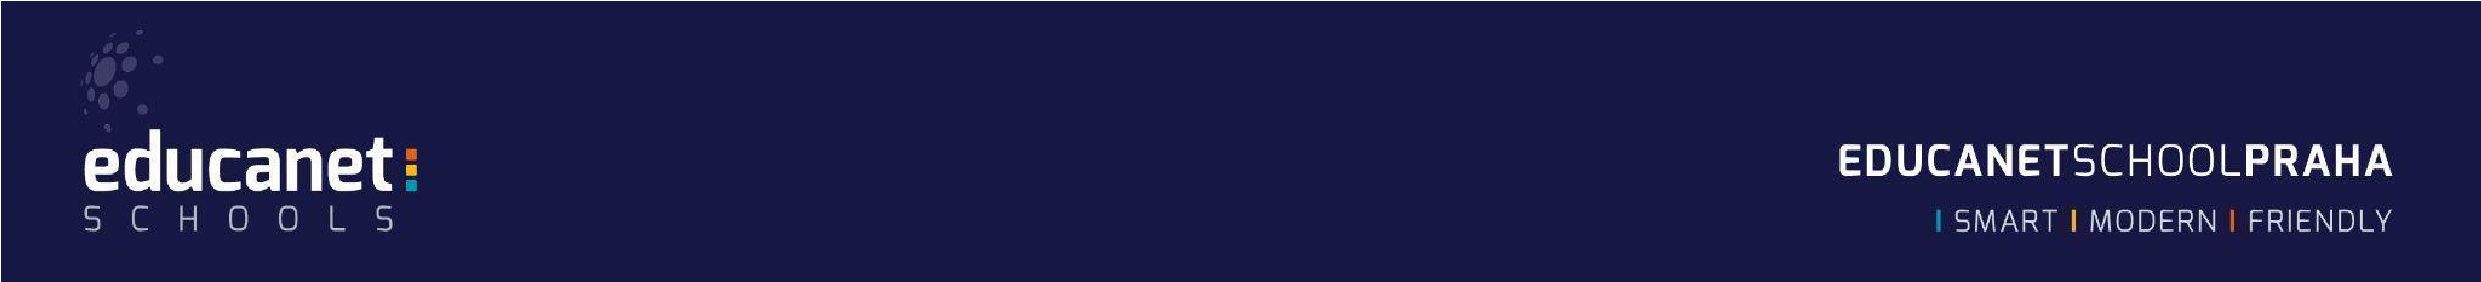 educanet
SCHOOLS
EDUCANETSCHOOLPRAHA
| SMART | MODERN | FRIENDLY